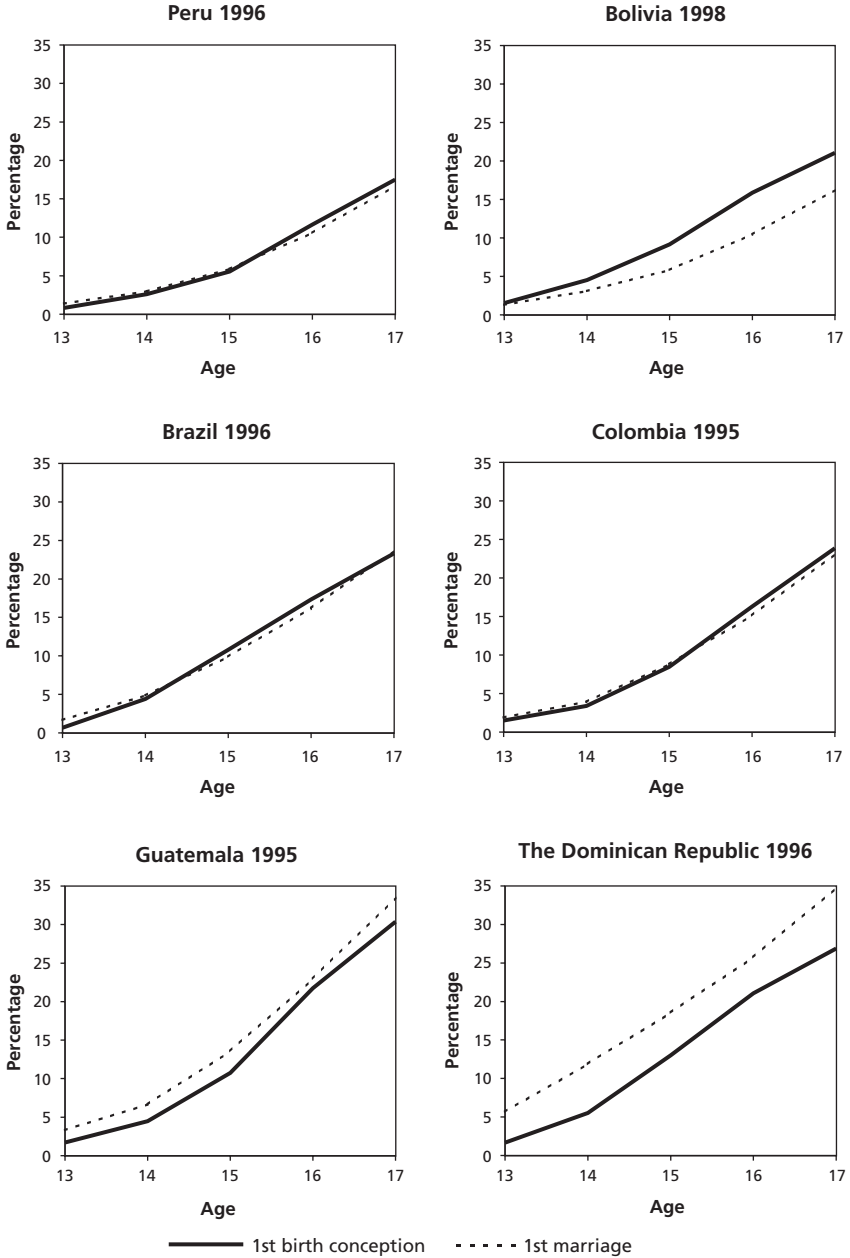 Peru 1996
35
30
25
20
15
10
5
0
Percentage
13 14 15 16 17
Age
Bolivia 1998
35
30
25
20
15
10
5
0
Percentage
13 14 15 16 17
Age
Brazil 1996
35
30
25
20
15
10
5
0
Percentage
13 14 15 16 17
Age
Colombia 1995
35
30
25
20
15
10
5
0
Percentage
13 14 15 16 17
Age
Guatemala 1995
35
30
25
20
15
10
5
0
Percentage
13 14 15 16 17
Age
The Dominican Republic 1996
35
30
25
20
15
10
5
0
Percentage
13 14 15 16 17
Age
1st birth conception 1st marriage